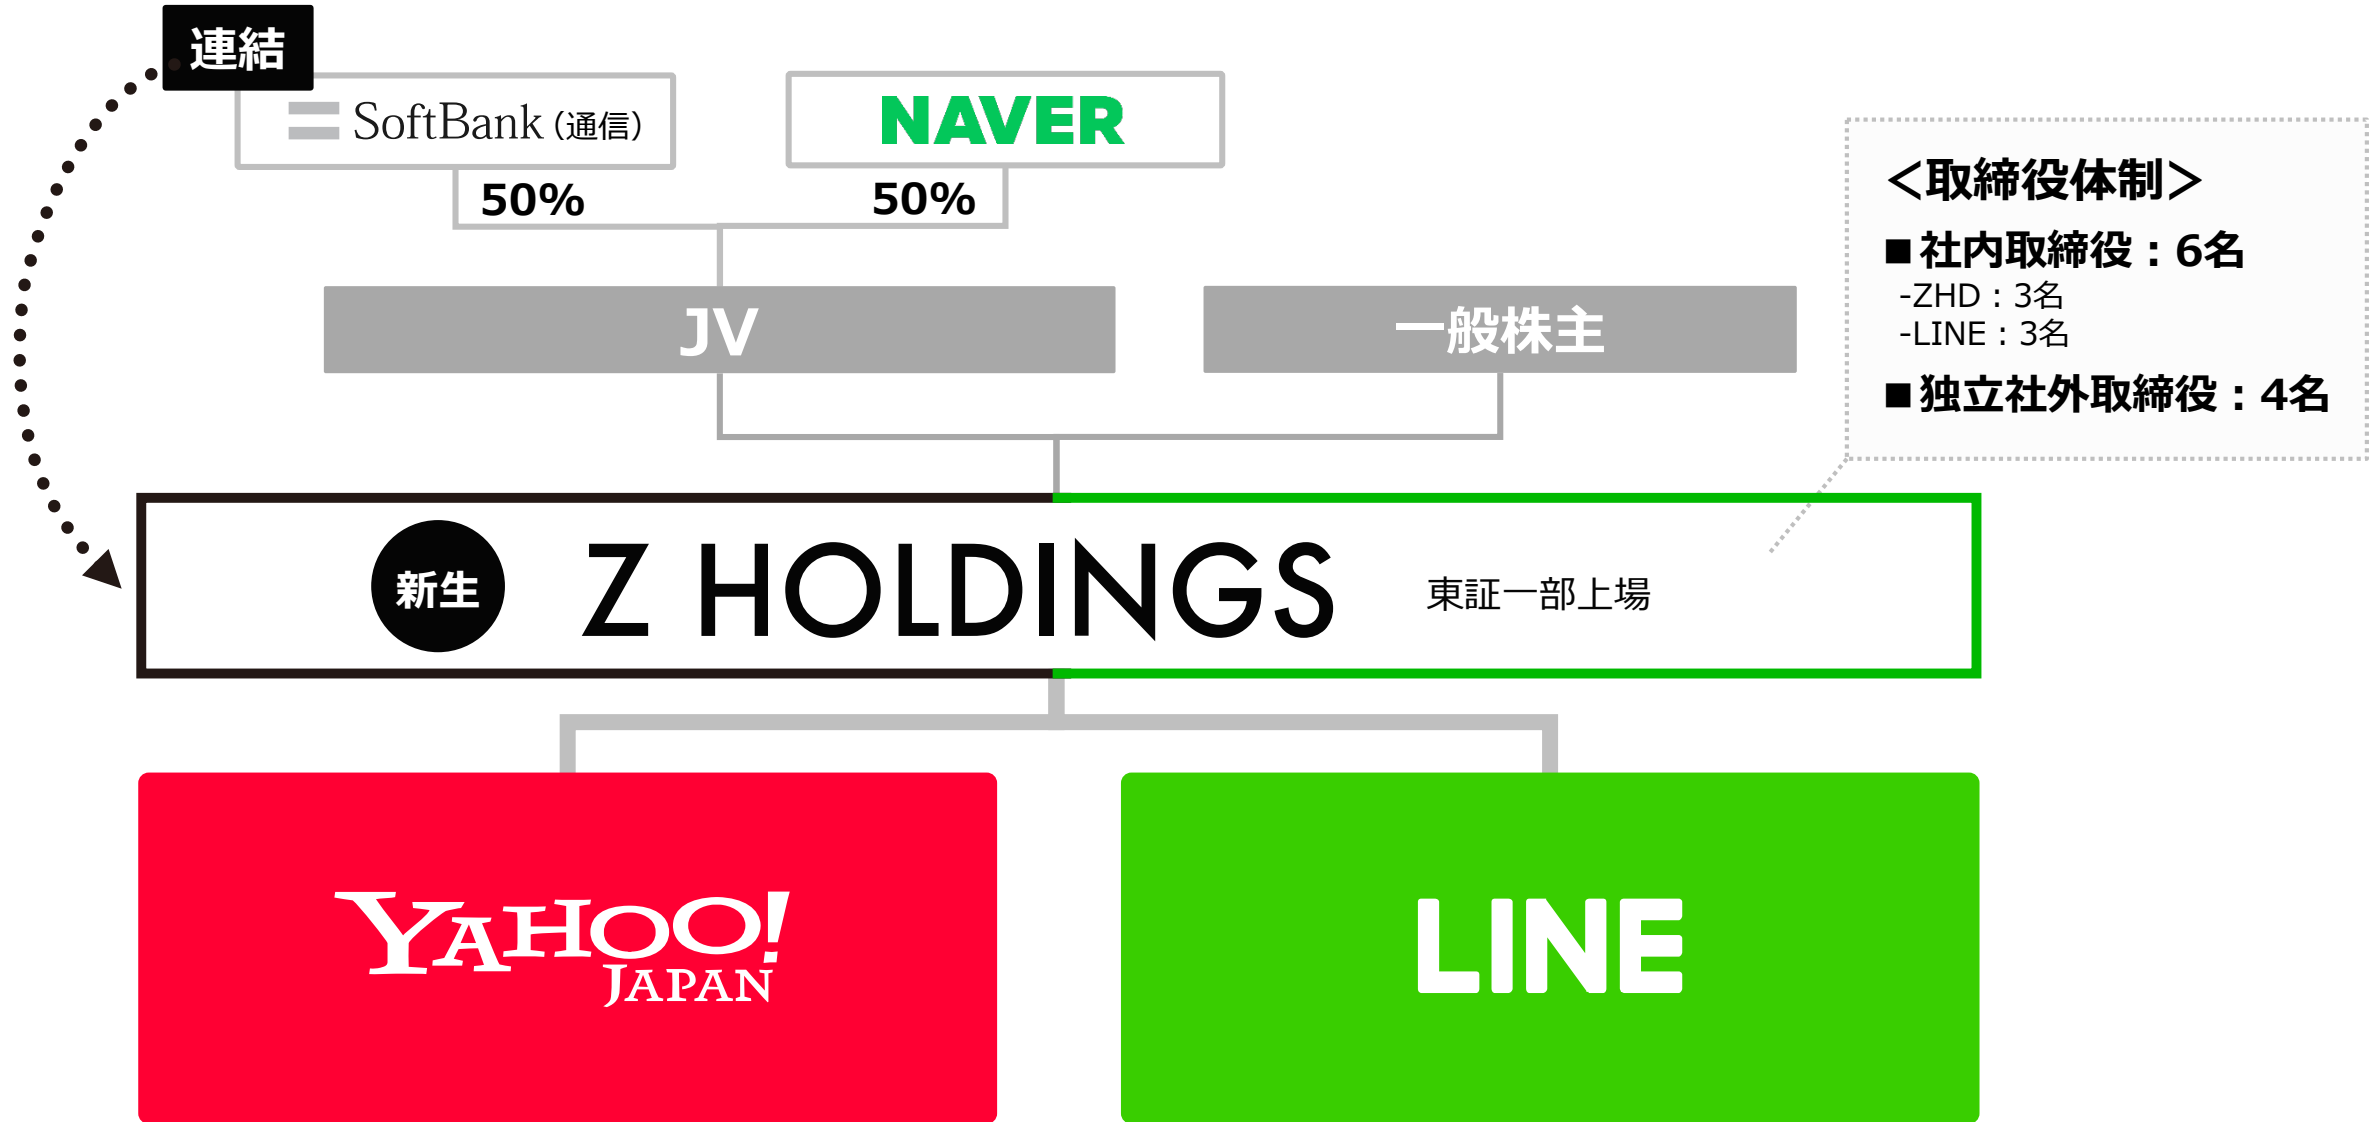 連結
SoftBank（通信）
NAVER
50%
50%
JV
一般株主
＜取締役体制＞
■社内取締役：6名
-ZHD：3名
-LINE：3名
■独立社外取締役：4名
新生
Z HOLDINGS
東証一部上場
YAHOO!
JAPAN
LINE